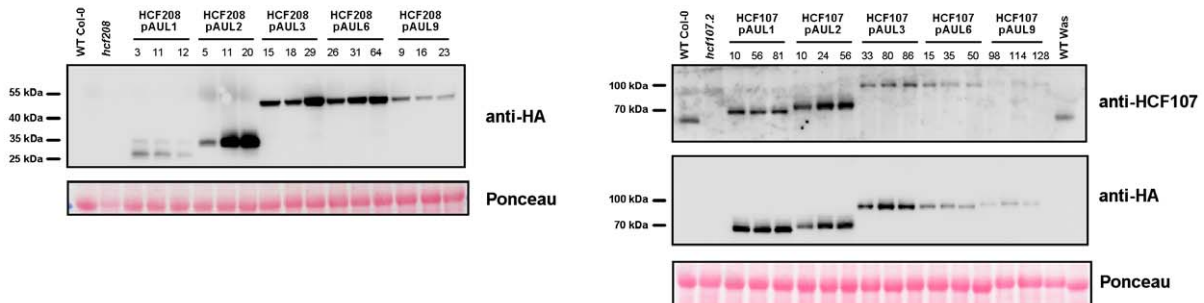 WT Col-0
hcf208
HCF208 HCF208 HCF208 HCF208 HCF208
pAUL1 pAUL2 pAUL3 pAUL6 pAUL9
3 11 12 5 11 20 15 18 29 26 31 64 9 16 23
55 kDa
40 kDa
35 kDa
25 kDa
anti-HA
Ponceau
WT Col-0
hcf107.2
HCF107 HCF107 HCF107 HCF107 HCF107
pAUL1 pAUL2 pAUL3 pAUL6 pAUL9
WT Was
10 56 81 10 24 56 33 80 86 15 35 50 98 114 128
100 kDa
70 kDa
anti-HCF107
100 kDa
70 kDa
anti-HA
Ponceau